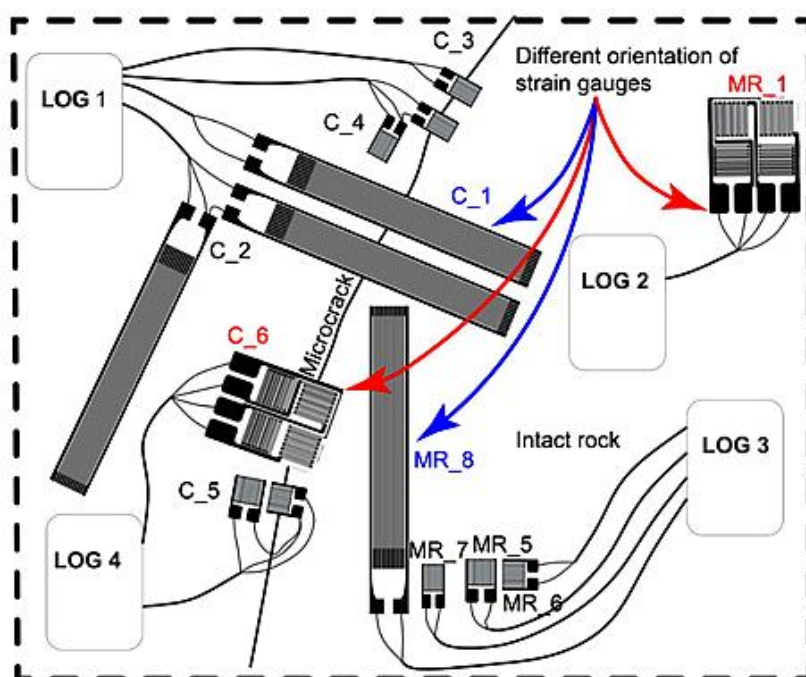 C_3
Different orientation of
strain gauges
MR_1
LOG 1
C_4
C_1
C_2
LOG 2
Microcrack
C_6
Intact rock
LOG 3
MR_8
C_5
MR_7
MR_5
MR_6
LOG 4